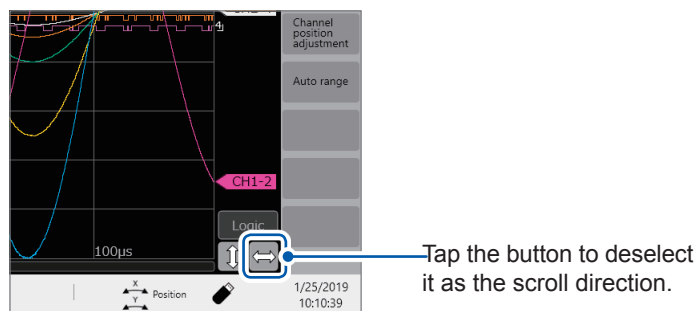 4
Channel
position
adjustment
Auto range
CH1-2
Logic
100μs
Tap the button to deselect
it as the scroll direction.
X
Y
Position
1/25/2019
10:10:39